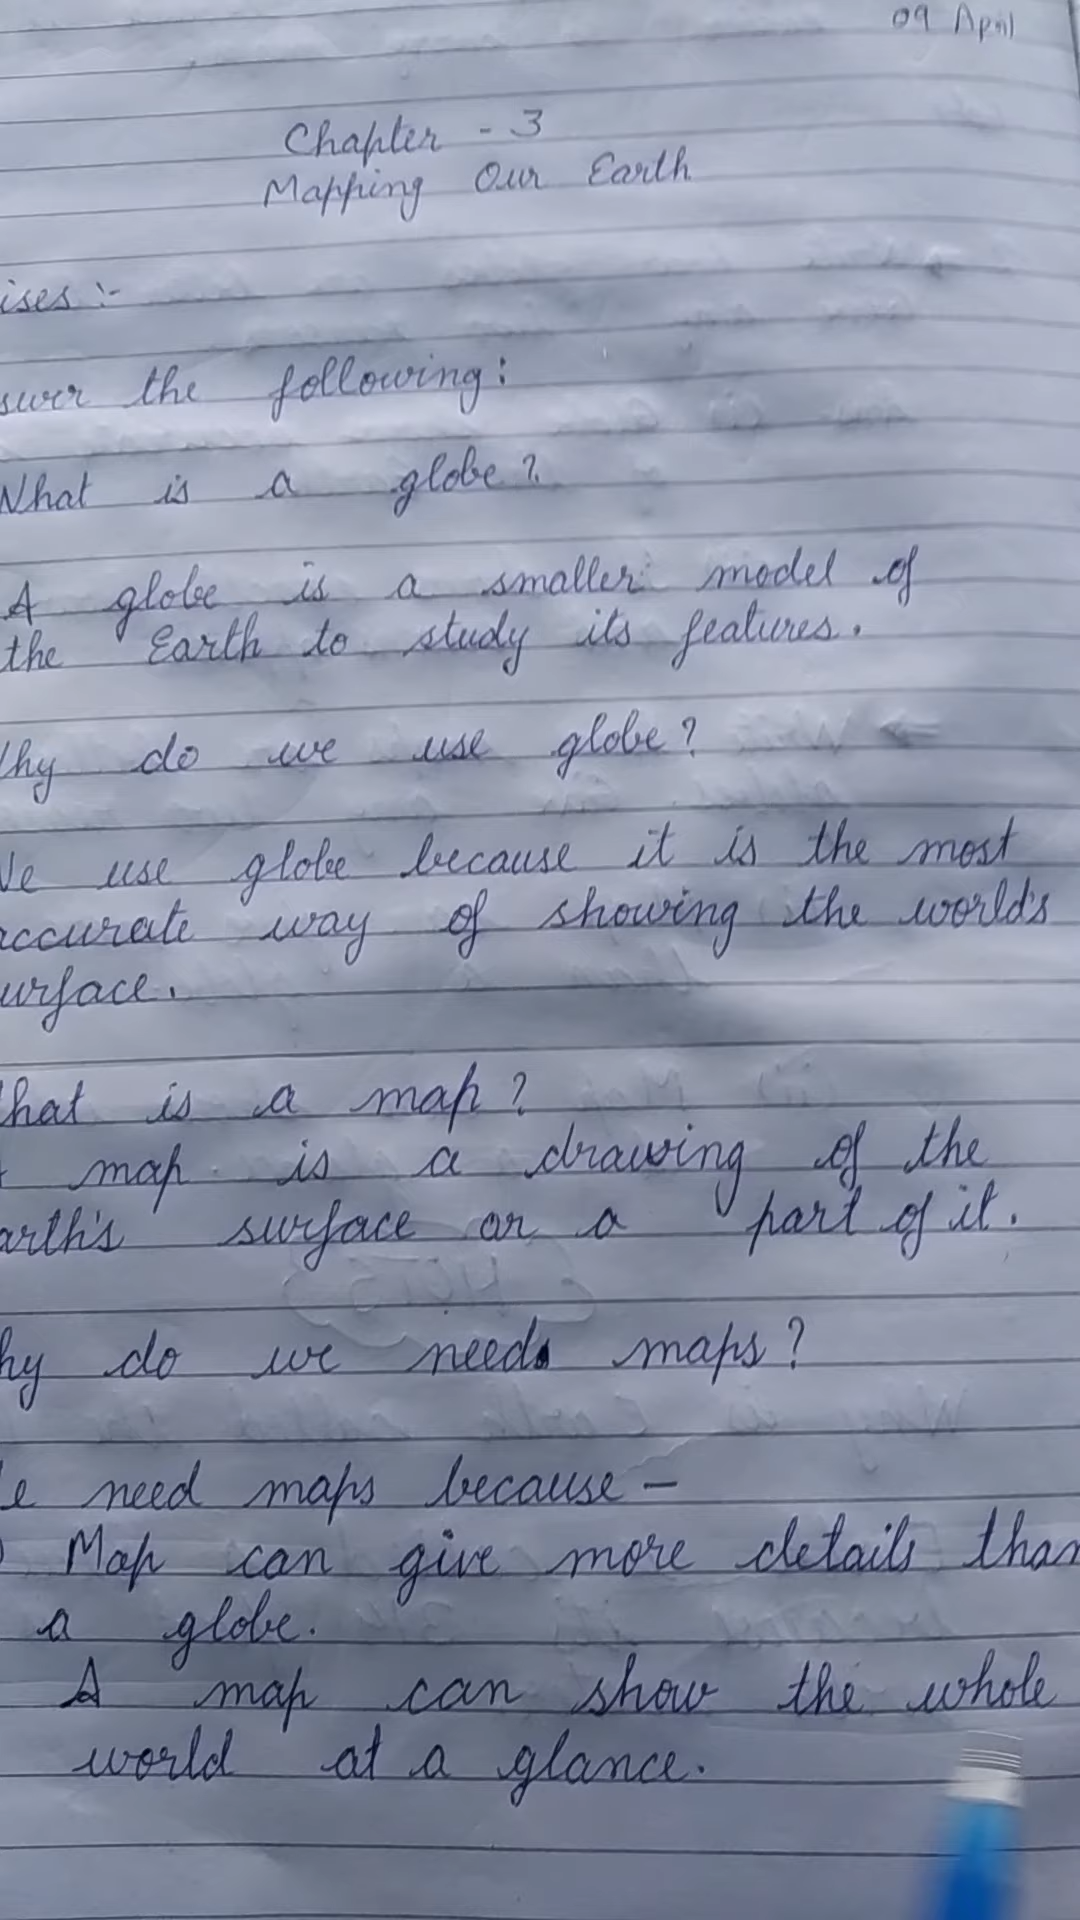 09 April
Chapter - 3
Mapping Our Earth
ises :-
swer the following:
What is a globe?
A globe is a smaller model of
the Earth to study its features.
hy do we use globe?
We use globe because it is the most
accurate way of showing the world's
urface.
hat is a map?
map is a drawing of the
arth's surface or a part of it.
hy do we needs maps?
e need maps because -
Map can give more details than
a globe.
A map can show the whole
world at a glance.